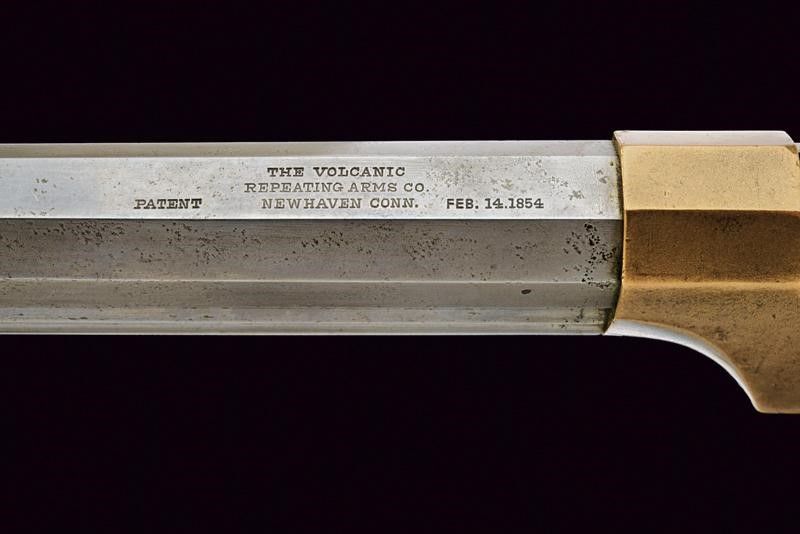 THE VOLCANIC
REPEATING ARMS CO.
PATENT NEWHAVEN CONN. FEB. 14.1854